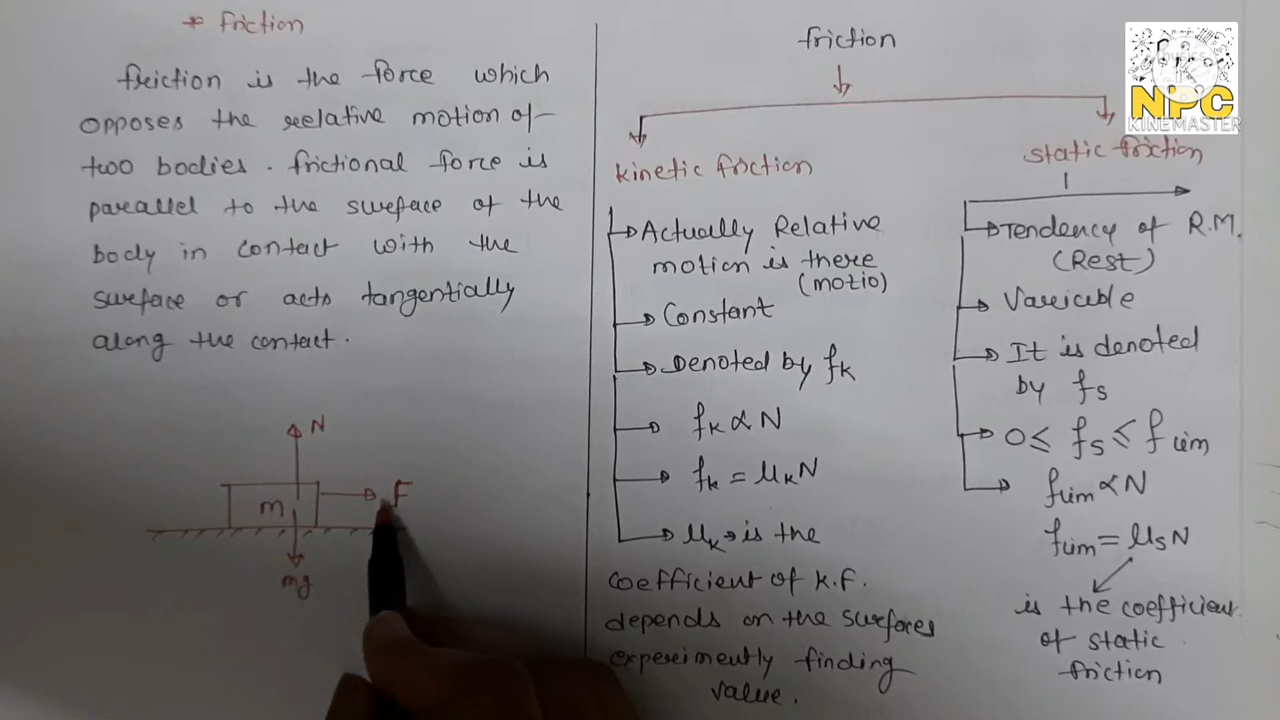 * friction
friction is the force which
opposes the relative motion of
two bodies. frictional force is
parallel to the surface of the
body in contact with the
surface or acts tangentially
along the contact.
N
m
F
mg
friction
kinetic friction
Actually Relative
motion is there
(motio)
Constant
Denoted by fk
fk ∝ N
fk = μkN
μk → is the
coefficient of K.F.
depends on the surfaces
experimently finding
value.
static friction
Tendency of R.M.
(Rest)
Variable
It is denoted
by fs
0 ≤ fs ≤ flim
flim ∝ N
flim = μsN
is the coefficient
of static
friction
Physics
NPC
KINEMASTER